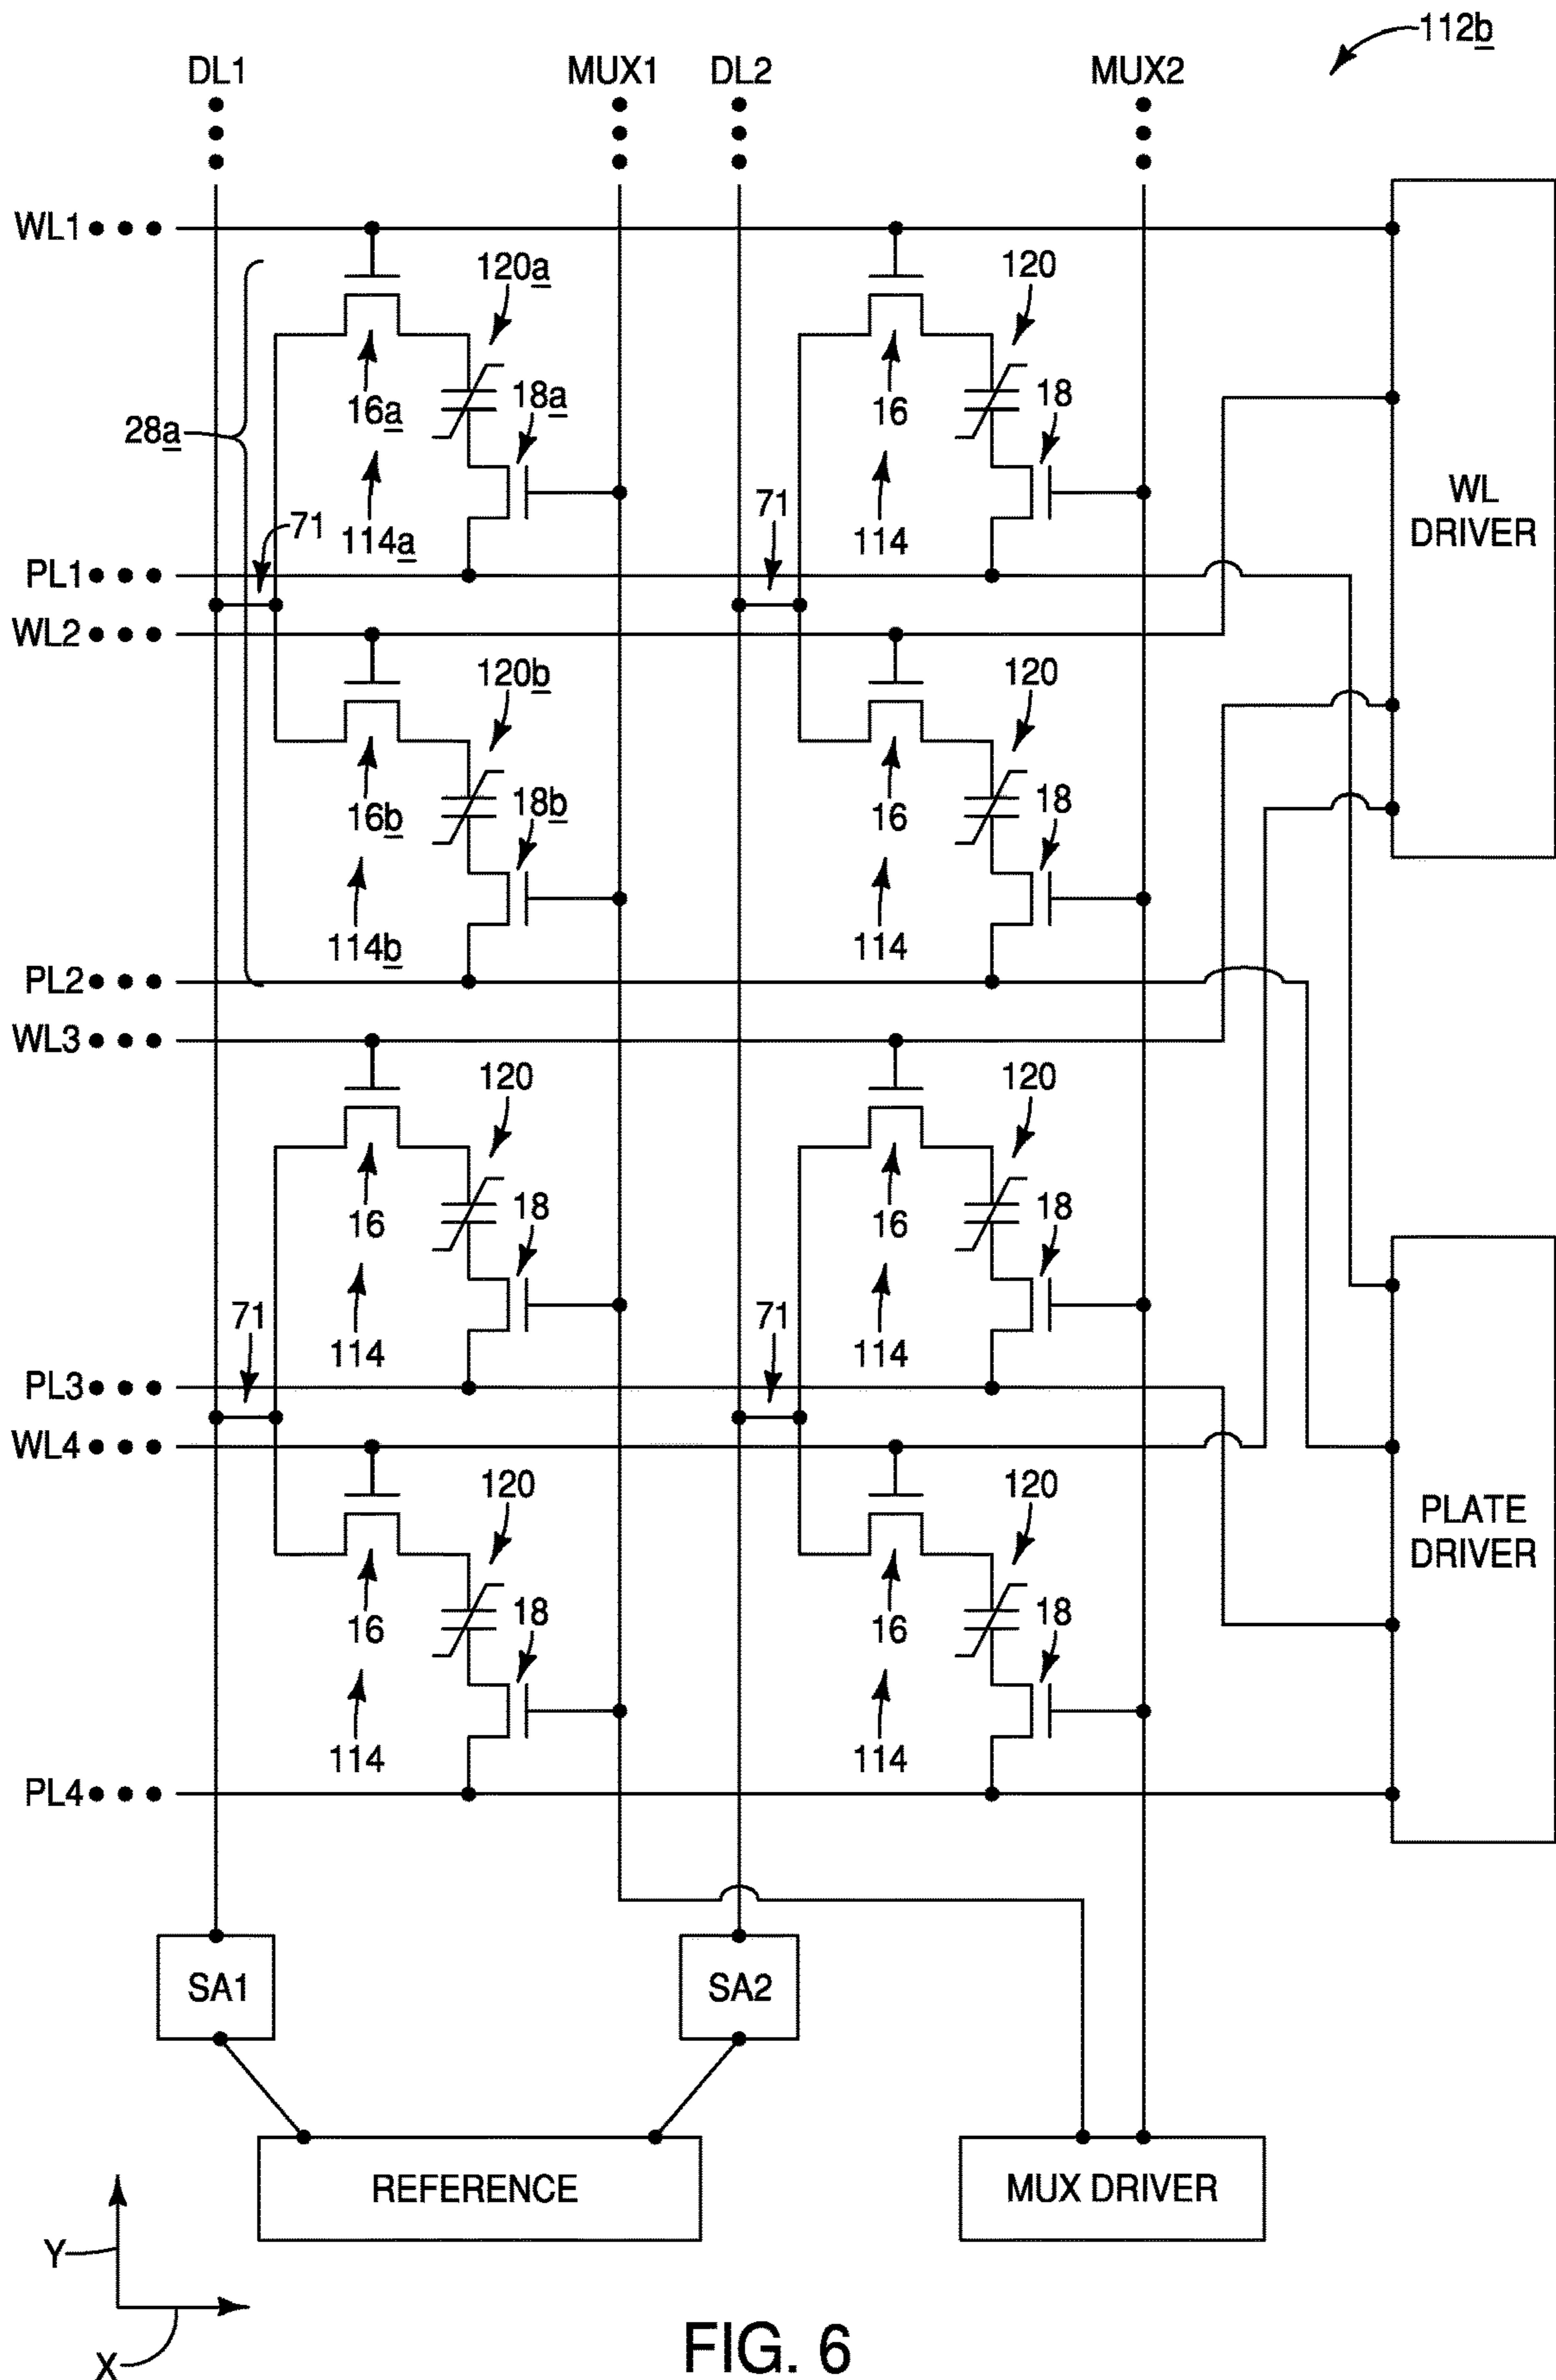 112b
DL1 MUX1 DL2 MUX2
WL1
120a 120
16a 18a 16 18
28a
WL DRIVER
71 114a 71 114
PL1
WL2
120b 120
16b 18b 16 18
114b 114
PL2
WL3
120 120
16 18 16 18
71 114 71 114
PL3
WL4
120 120
PLATE DRIVER
16 18 16 18
114 114
PL4
SA1 SA2
REFERENCE MUX DRIVER
Y
X
FIG. 6